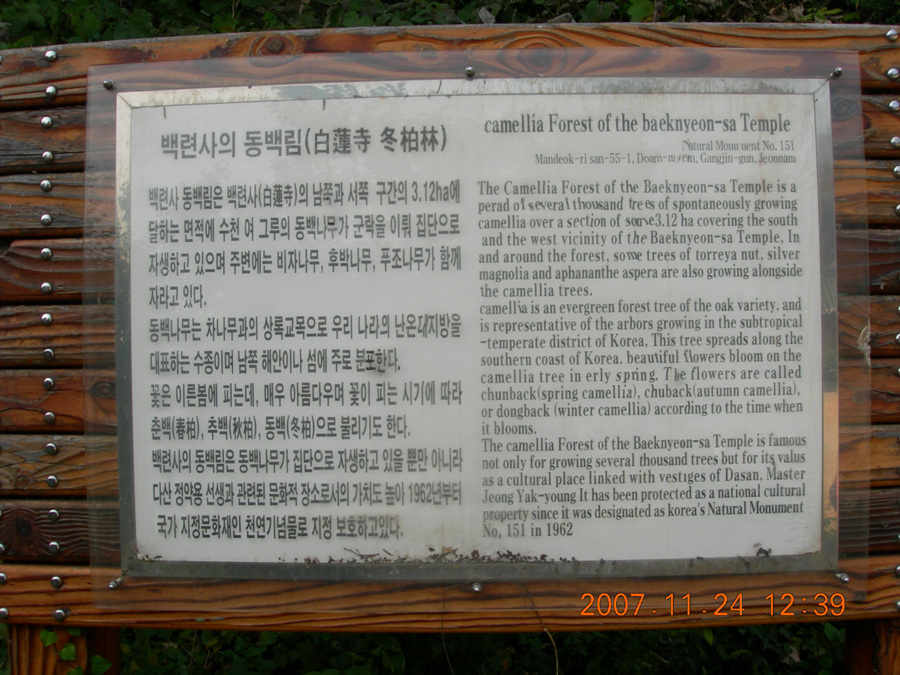 백련사의 동백림(白蓮寺 冬柏林)
백련사 동백림은 백련사(白蓮寺)의 남쪽과 서쪽 구간의 3.12ha에
달하는 면적에 수천 여 그루의 동백나무가 군락을 이뤄 집단으로
자생하고 있으며 주변에는 비자나무, 후박나무, 푸조나무가 함께
자라고 있다.
동백나무는 차나무과의 상록교목으로 우리 나라의 난온대지방을
대표하는 수종이며 남쪽 해안이나 섬에 주로 분포한다.
꽃은 이른봄에 피는데, 매우 아름다우며 꽃이 피는 시기에 따라
춘백(春柏), 추백(秋柏), 동백(冬柏)으로 불리기도 한다.
백련사의 동백림은 동백나무가 집단으로 자생하고 있을 뿐만 아니라
다산 정약용 선생과 관련된 문화적 장소로서의 가치도 높아 1962년부터
국가 지정문화재인 천연기념물로 지정 보호하고있다.
camellia Forest of the baeknyeon-sa Temple
Natural Monument No. 151
Mandeok-ri san-55-1, Doam-myeon, Gangjin-gun, Jeonnam
The Camellia Forest of the Baeknyeon-sa Temple is a
perad of several thousand trees of spontaneously growing
camellia over a section of some3.12 ha covering the south
and the west vicinity of the Baeknyeon-sa Temple. In
and around the forest, some trees of torreya nut, silver
magnolia and aphananthe aspera are also growing alongside
the camellia trees.
camellia is an evergreen forest tree of the oak variety, and
is representative of the arbors growing in the subtropical
-temperate district of Korea. This tree spreads along the
southern coast of Korea. beautiful flowers bloom on the
camellia tree in erly spring. The flowers are called
chunback(spring camellia), chuback(autumn camellia),
or dongback (winter camellia) according to the time when
it blooms.
The camellia Forest of the Baeknyeon-sa Temple is famous
not only for growing several thousand trees but for its valus
as a cultural place linked with vestiges of Dasan, Master
Jeong Yak-young It has been protected as a national cultural
property since it was designated as korea's Natural Monument
No, 151 in 1962
2007.11.24 12:39